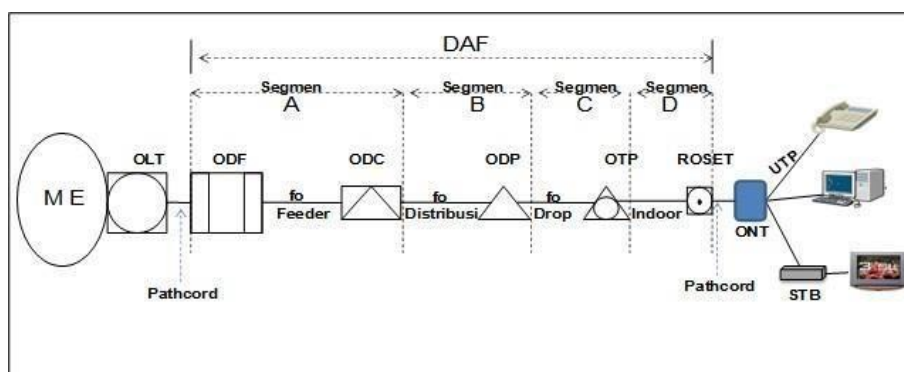 DAF
Segmen Segmen Segmen Segmen
A B C D
OLT ODF ODC ODP OTP ROSET
UTP
M E
fo fo fo
Feeder Distribusi Drop Indoor
ONT
Pathcord Pathcord
STB